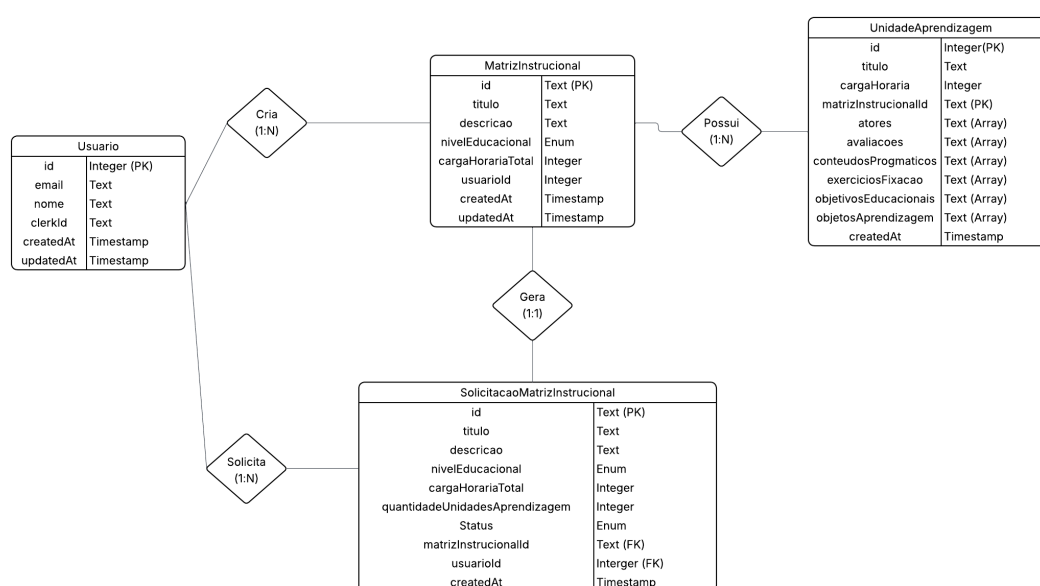 UnidadeAprendizagem
id Integer(PK)
titulo Text
cargaHoraria Integer
matrizInstrucionalId Text (PK)
atores Text (Array)
avaliacoes Text (Array)
conteudosProgmaticos Text (Array)
exerciciosFixacao Text (Array)
objetivosEducacionais Text (Array)
objetosAprendizagem Text (Array)
createdAt Timestamp
MatrizInstrucional
id Text (PK)
titulo Text
descricao Text
nivelEducacional Enum
cargaHorariaTotal Integer
usuarioId Integer
createdAt Timestamp
updatedAt Timestamp
Cria
(1:N)
Possui
(1:N)
Usuario
id Integer (PK)
email Text
nome Text
clerkId Text
createdAt Timestamp
updatedAt Timestamp
Gera
(1:1)
SolicitacaoMatrizInstrucional
id Text (PK)
titulo Text
descricao Text
nivelEducacional Enum
cargaHorariaTotal Integer
quantidadeUnidadesAprendizagem Integer
Status Enum
matrizInstrucionalId Text (FK)
usuarioId Interger (FK)
createdAt Timestamp
Solicita
(1:N)